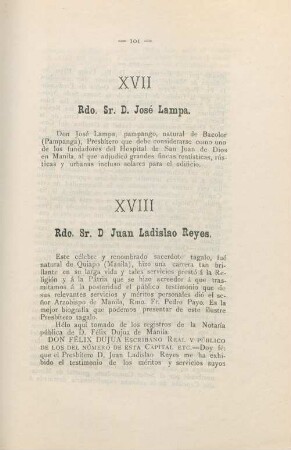 — 101 —
XVII
Rdo. Sr. D. José Lampa.
Don José Lampa, pampango, natural de Bacolor
(Pampanga), Presbítero que debe considerarse como uno
de los fundadores del Hospital de San Juan de Dios
en Manila, al que adjudicó grandes fincas rentísticas, rús-
ticas y urbanas incluso solares para el edificio.
XVIII
Rdo. Sr. D Juan Ladislao Reyes.
Este célebre y renombrado sacerdote tagalo, fué
natural de Quiapo (Manila), hizo una carrera tan bri-
llante en su larga vida y tales servicios prestó á la Re-
ligión y á la Patria que se hizo acreedor á que tras-
mitamos á la posteridad el público testimonio que de
sus relevantes servicios y méritos personales dió el se-
ñor Arzobispo de Manila, Rmo. Fr. Pedro Payo. Es la
mejor biografía que podemos presentar de este ilustre
Presbítero tagalo.
Hélo aquí tomado de los registros de la Notaría
pública de D. Félix Dujua de Manila.
DON FÉLIX DUJUA ESCRIBANO REAL Y PÚBLICO
DE LOS DEL NÚMERO DE ESTA CAPITAL ETC.—Doy fé:
que el Presbítero D. Juan Ladislao Reyes me ha ex-
hibido el testimonio de los méritos y servicios cuyos